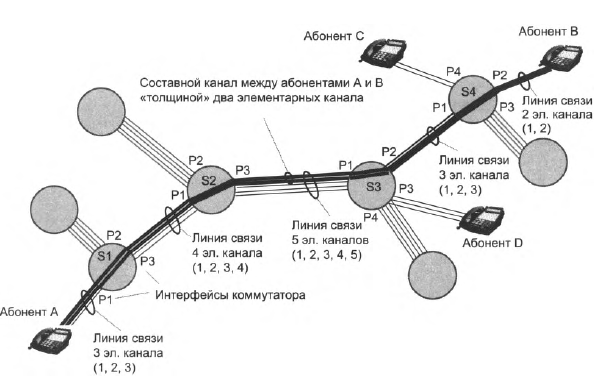 Абонент C
Абонент B
P4
S4
P2
P1
P3
Линия связи
2 эл. канала
(1, 2)
Составной канал между абонентами А и В
«толщиной» два элементарных канала
P2
S2
P3
P1
P1
P2
S3
P3
P4
Линия связи
3 эл. канала
(1, 2, 3)
Линия связи
4 эл. канала
(1, 2, 3, 4)
Линия связи
5 эл. каналов
(1, 2, 3, 4, 5)
Абонент D
P2
S1
P3
P1
Интерфейсы коммутатора
Абонент A
Линия связи
3 эл. канала
(1, 2, 3)